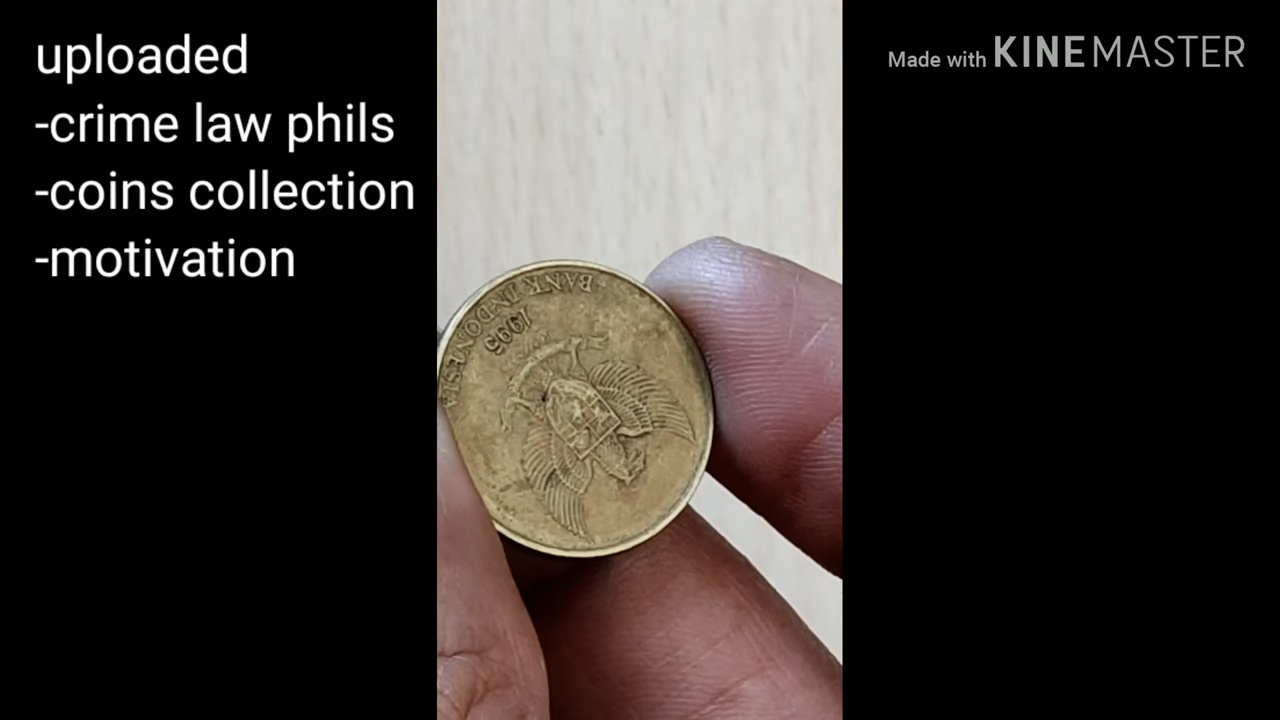 uploaded
-crime law phils
-coins collection
-motivation
Made with KINEMASTER
BANK INDONESIA
1995